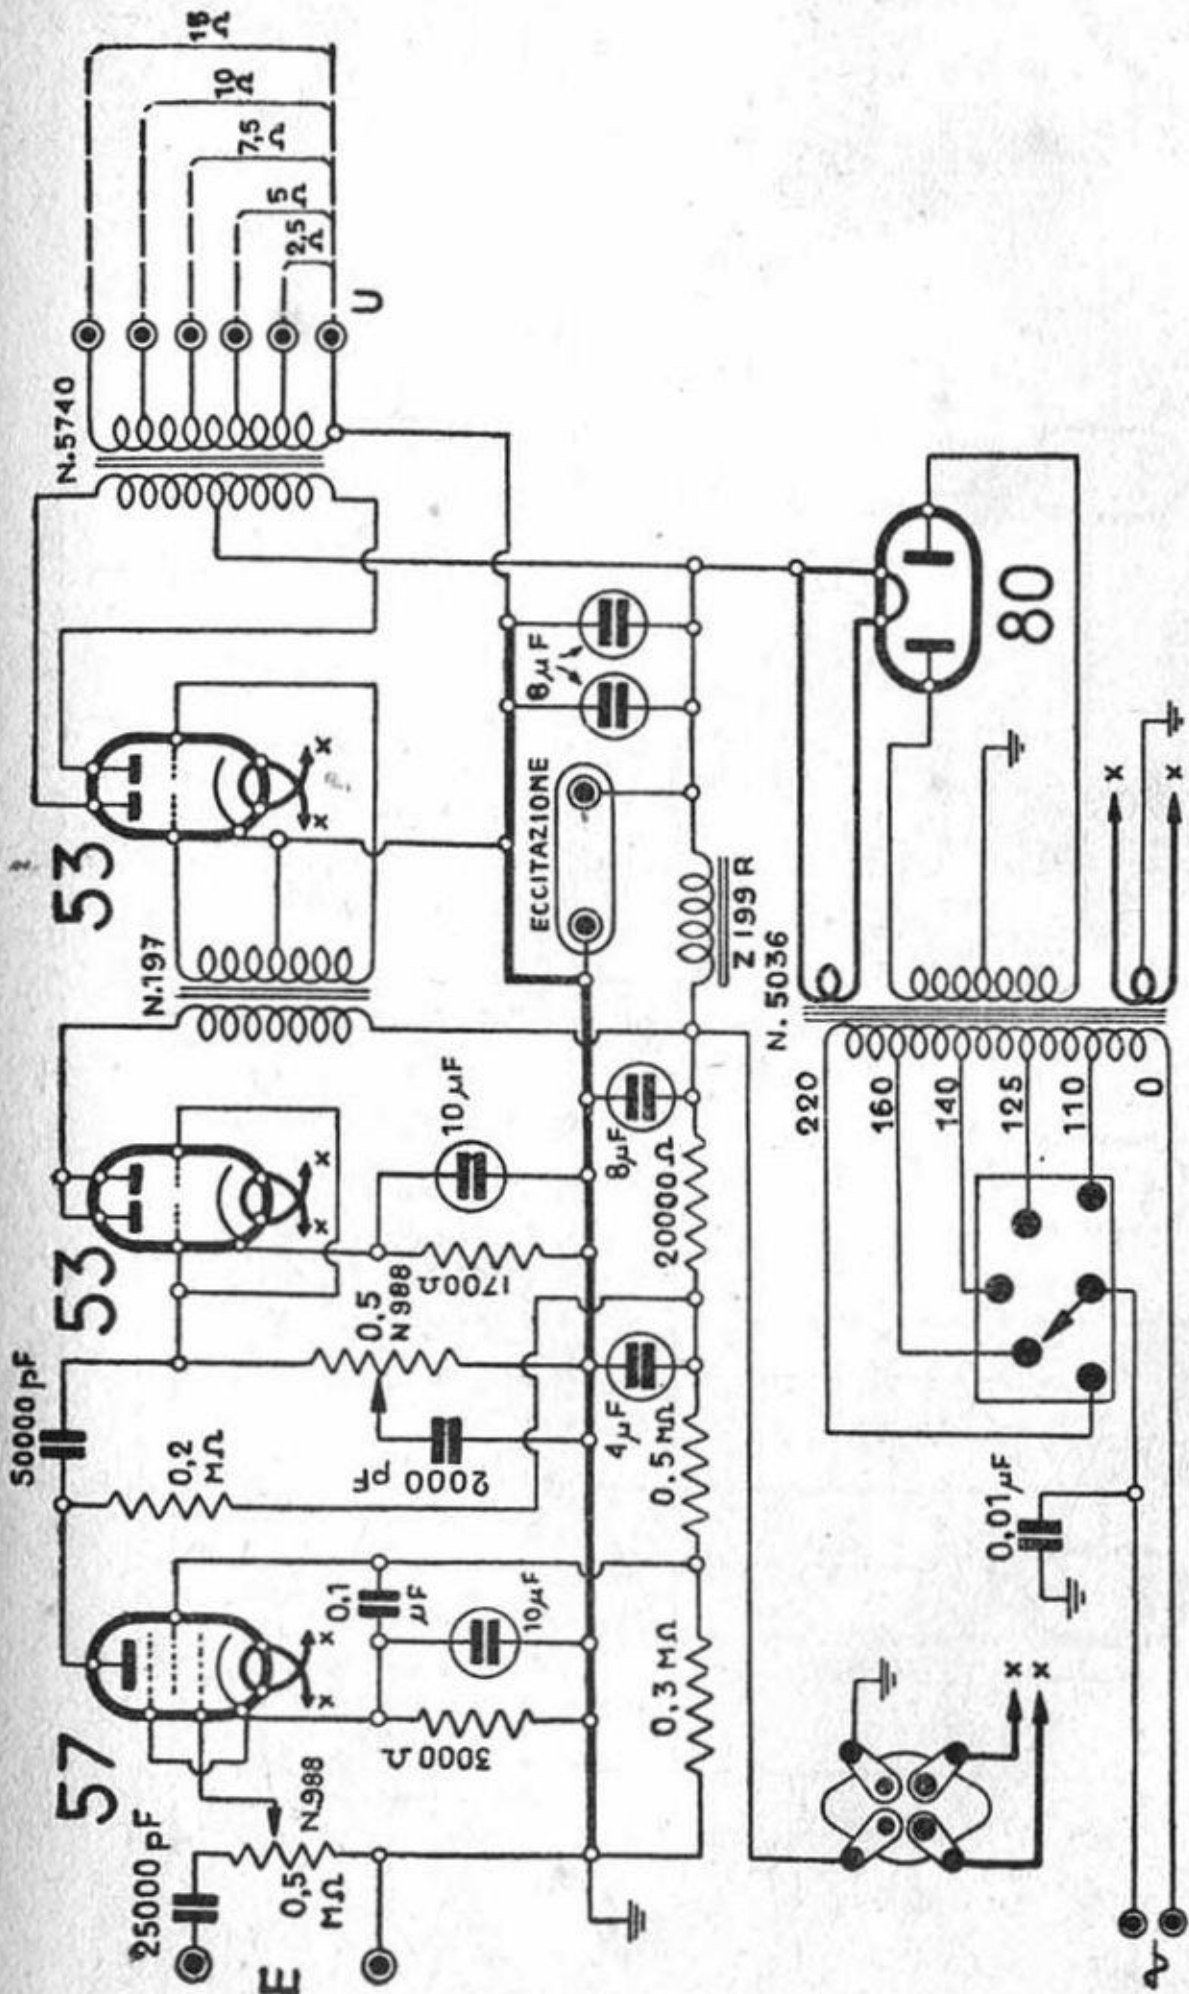 15
Ω
10
Ω
7,5
Ω
5
Ω
2,5
Ω
U
N.5740
53
N.197
53
57
50000 pF
0,2
MΩ
25000 pF
E
0,5
MΩ
N.988
3000 Ω
0,1
μF
10 μF
2000
pF
0,5
N 988
1700 Ω
10 μF
x
x
x
x
x
x
ECCITAZIONE
8 μF
8 μF
4 μF
Z 199 R
20000 Ω
0.5 MΩ
0,3 MΩ
N. 5036
80
220
160
140
125
110
0
0,01 μF
x
x
x
x